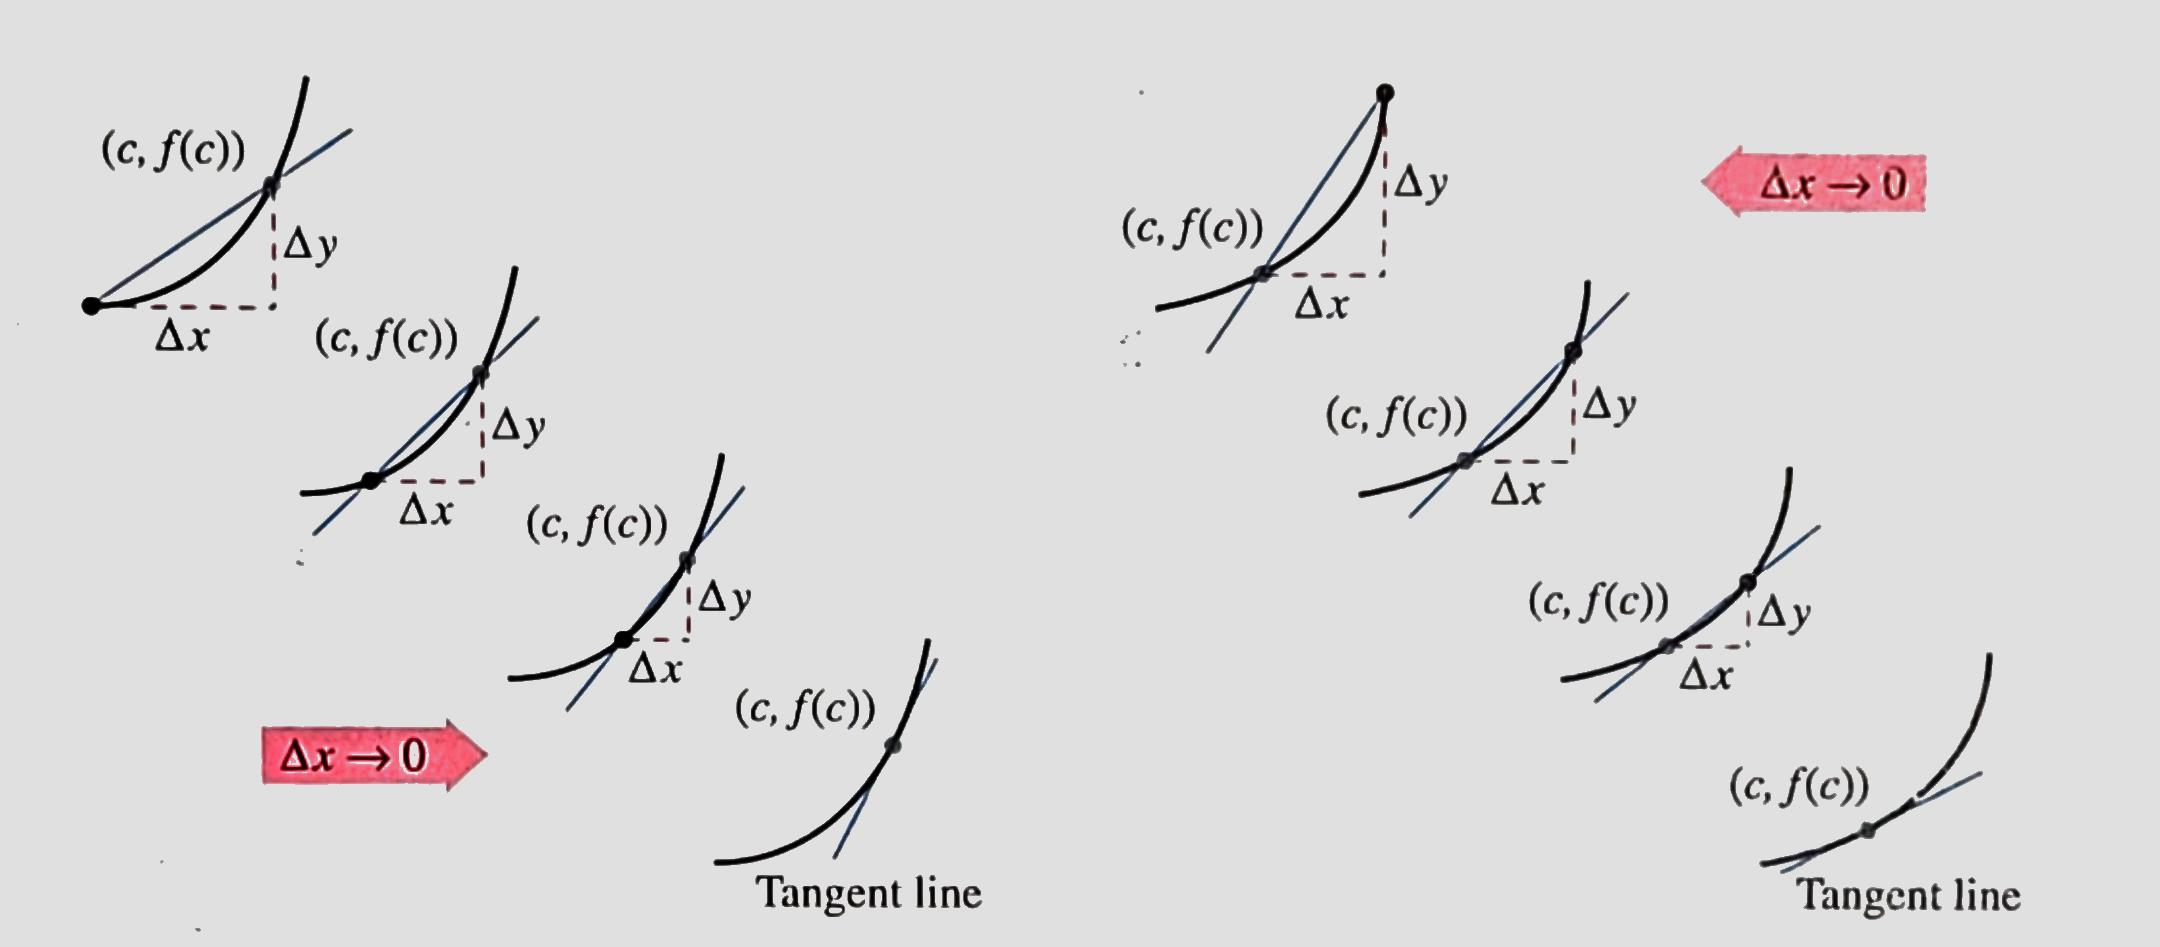 (c, f(c))
Δy
Δx
(c, f(c))
Δy
Δx
(c, f(c))
Δy
Δx
(c, f(c))
Δx → 0
Tangent line
Δx → 0
(c, f(c))
Δy
Δx
(c, f(c))
Δy
Δx
(c, f(c))
Δy
Δx
(c, f(c))
Tangent line